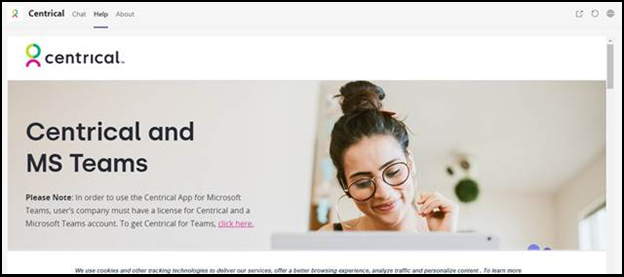 Centrical Chat Help About
centrical™
Centrical and
MS Teams
Please Note: In order to use the Centrical App for Microsoft
Teams, user's company must have a license for Centrical and a
Microsoft Teams account. To get Centrical for Teams, click here.
We use cookies and other tracking technologies to deliver our services, offer a better browsing experience, analyze traffic and personalize content . To learn more